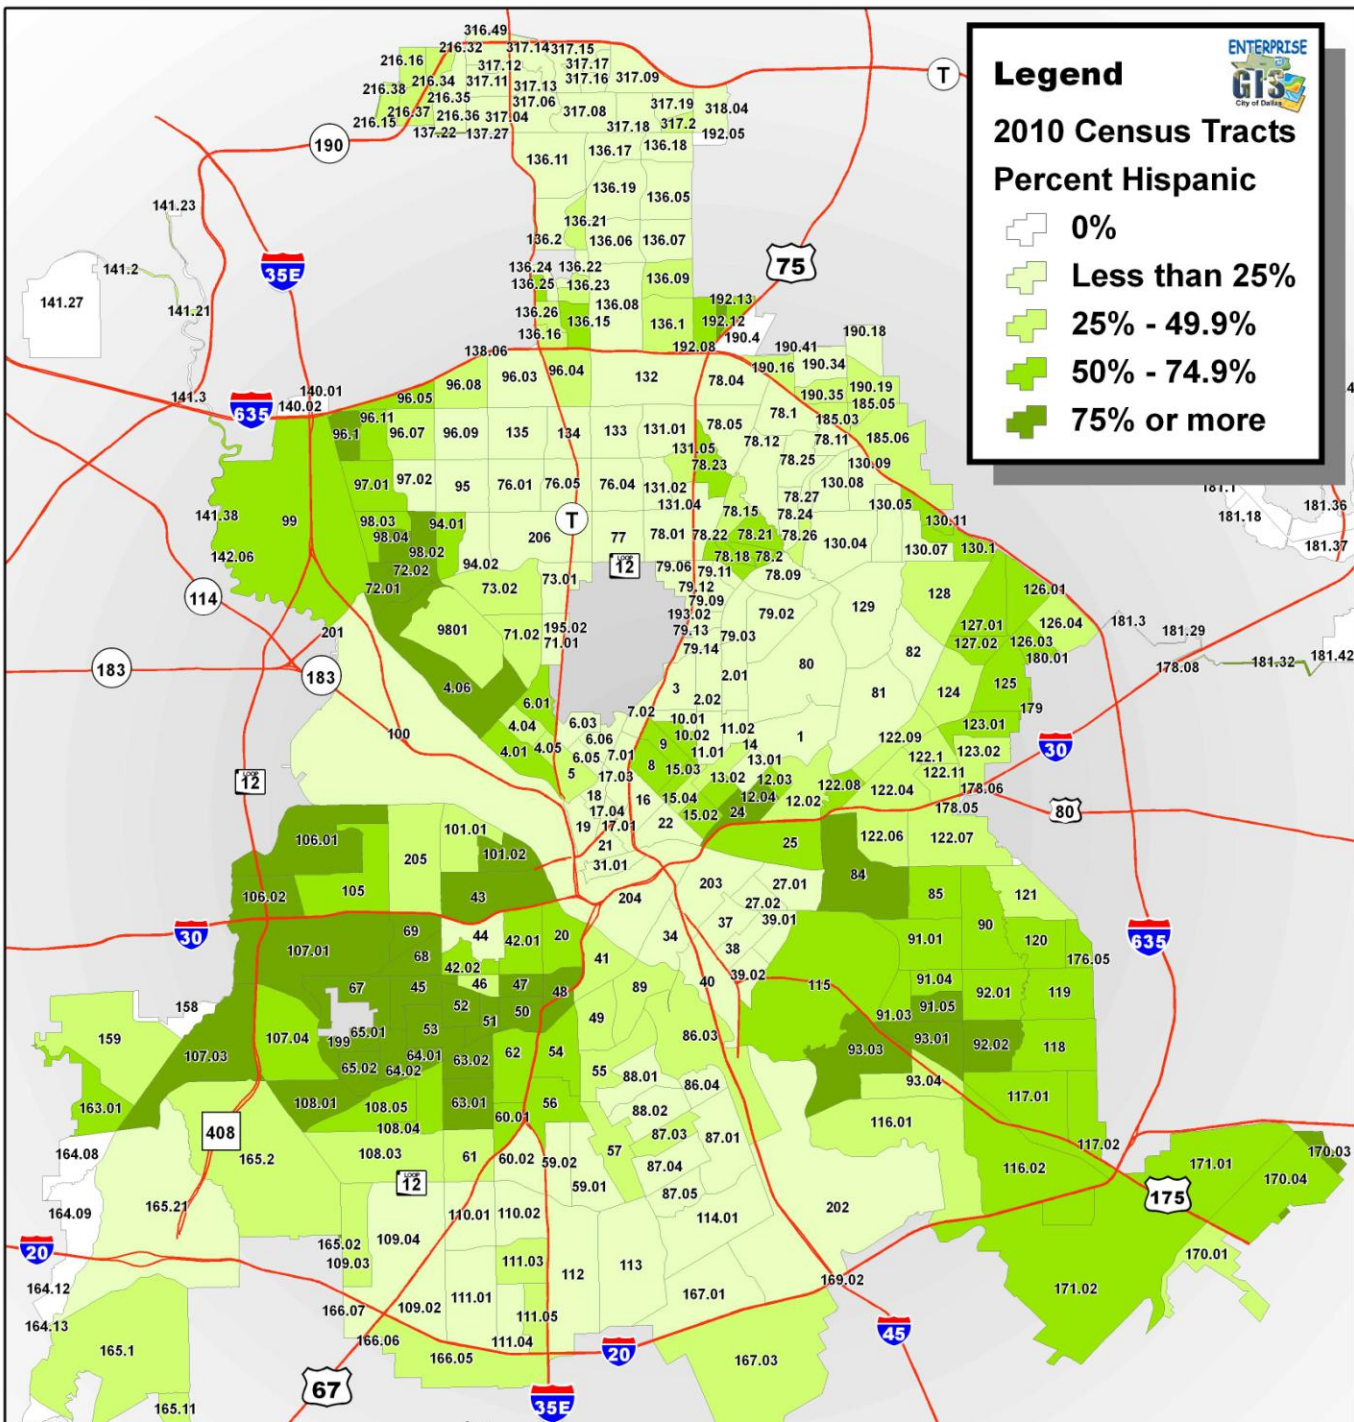 ENTERPRISE
GIS
City of Dallas
Legend
2010 Census Tracts
Percent Hispanic
0%
Less than 25%
25% - 49.9%
50% - 74.9%
75% or more
316.49
216.32 317.14 317.15
216.16 317.12 317.17
216.34 317.11 317.13 317.16 317.09
216.38 216.35 317.06 317.19 318.04
216.37 216.36 317.04 317.08 317.2
216.15 137.22 137.27 317.18 192.05
T
190
136.11 136.17 136.18
136.19 136.05
141.23 136.21
136.2 136.06 136.07
35E 75
141.2 136.24 136.22
136.25 136.23 136.09
141.27 141.21 136.08 192.13
136.26 136.15 136.1 192.12
136.16 190.4 190.18
138.06 192.08 190.41
96.03 96.04 132 78.04 190.16 190.34
140.01 96.08 190.19
141.3 635 140.02 96.05 190.35 185.05
96.11 78.1 185.03
96.1 96.07 96.09 135 134 133 131.01 78.05 78.12 78.11 185.06
131.05 78.25 130.09
97.01 97.02 95 76.01 76.05 76.04 131.02 78.23 78.27 130.08 181.1
131.04 78.15 78.24 130.05 181.36
141.38 99 98.03 94.01 T 130.11 181.18
98.04 206 77 78.01 78.22 78.21 78.26 130.04 130.07 130.1 181.37
142.06 98.02 94.02 LOOP 12 78.18 78.2
72.02 73.01 79.06 79.11 78.09
114 72.01 73.02 79.12 79.02 129 128 126.01
79.09
193.02 127.01 126.04 181.3
201 9801 71.02 195.02 79.13 79.03 127.02 126.03 181.29
183 71.01 79.14 82 180.01 181.42
183 80 178.08 181.32
4.06 3 2.01 81 124 125
6.01 2.02 179
7.02 10.01 123.01
100 4.04 6.03 10.02 11.02 122.09 30
4.01 4.05 6.06 9 11.01 14 1 122.1 123.02
6.05 7.01 8 15.03 13.01 122.11
LOOP 12 5 17.03 13.02 12.03 122.08 178.06
18 16 15.04 12.04 12.02 122.04 178.05 80
17.04 15.02 24
106.01 101.01 19 17.01 22 25 122.06 122.07
101.02 21
205 31.01 84
106.02 105 43 203 27.01 85 121
204 27.02 90
30 69 44 42.01 20 37 39.01 120 635
107.01 68 34 38 91.01
42.02 41 176.05
67 45 46 47 48 40 39.02 115 91.04 92.01 119
158 52 50 89 91.05
65.01 53 51 49 91.03
159 107.04 199 86.03 93.01 92.02 118
107.03 65.02 64.01 63.02 62 54 93.03
64.02 55 88.01 86.04 93.04
163.01 108.01 108.05 63.01 56 88.02 117.01
408 108.04 60.01 87.03 87.01 116.01
164.08 165.2 108.03 61 60.02 59.02 57 87.04 116.02 117.02 171.01 170.03
LOOP 12 59.01 87.05 175 170.04
164.09 165.21 110.01 110.02 114.01 202
20 165.02 109.04 170.01
109.03 111.03 112 113 169.02 171.02
164.12 166.07 109.02 111.01 167.01
164.13 111.05 45
165.1 166.06 111.04 20
166.05 167.03
67 35E
165.11